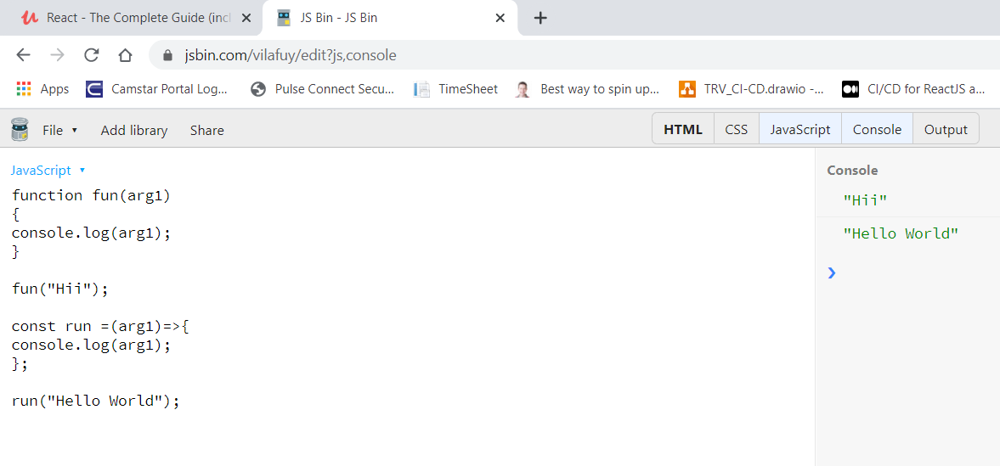 React - The Complete Guide (incl
JS Bin - JS Bin
jsbin.com/vilafuy/edit?js,console
Apps
Camstar Portal Log...
Pulse Connect Secu...
TimeSheet
Best way to spin up...
TRV_CI-CD.drawio -...
CI/CD for ReactJS a...
File
Add library
Share
HTML
CSS
JavaScript
Console
Output
JavaScript
function fun(arg1)
{
console.log(arg1);
}
fun("Hii");
const run =(arg1)=>{
console.log(arg1);
};
run("Hello World");
Console
"Hii"
"Hello World"